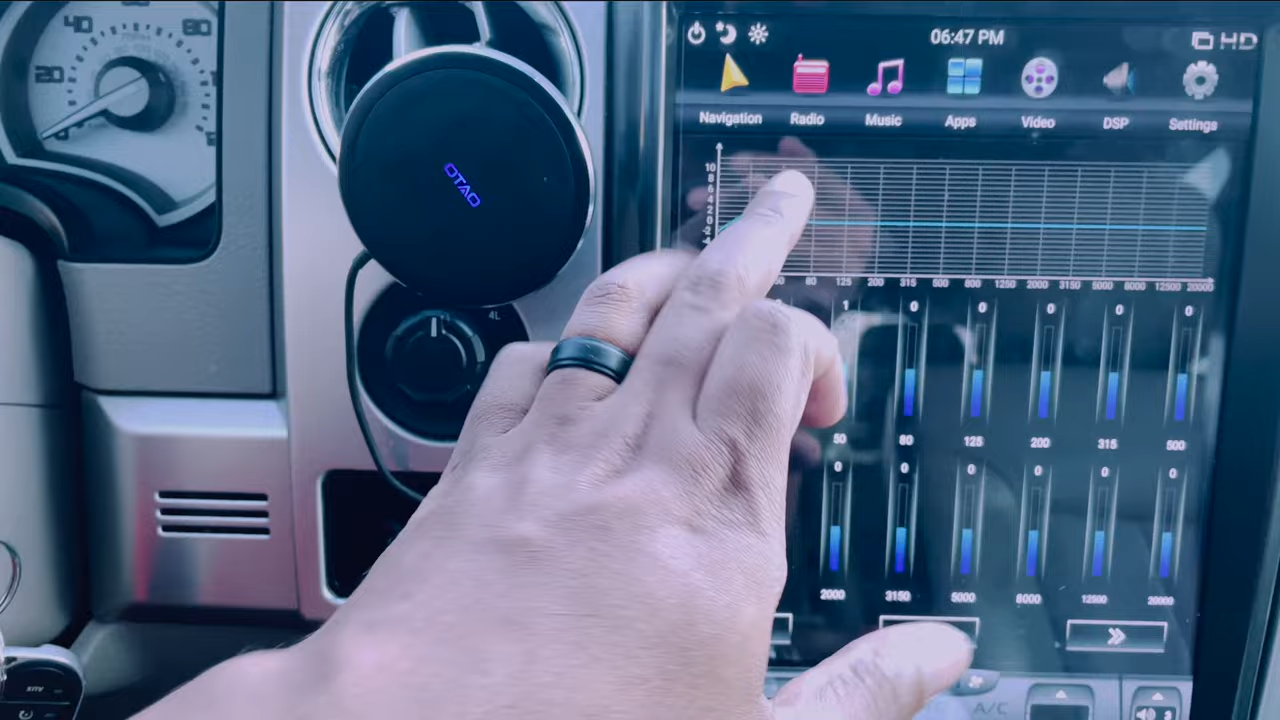 40 80
20
OTAO
4L
06:47 PM HD
Navigation Radio Music Apps Video DSP Settings
10
8
6
4
2
0
-2
-4
80 125 200 315 500 800 1250 2000 3150 5000 8000 12500 20000
1 0 0 0 0 0
50 80 125 200 315 500
0 0 0 0 0 0
2000 3150 5000 8000 12500 20000
A/C
AUX